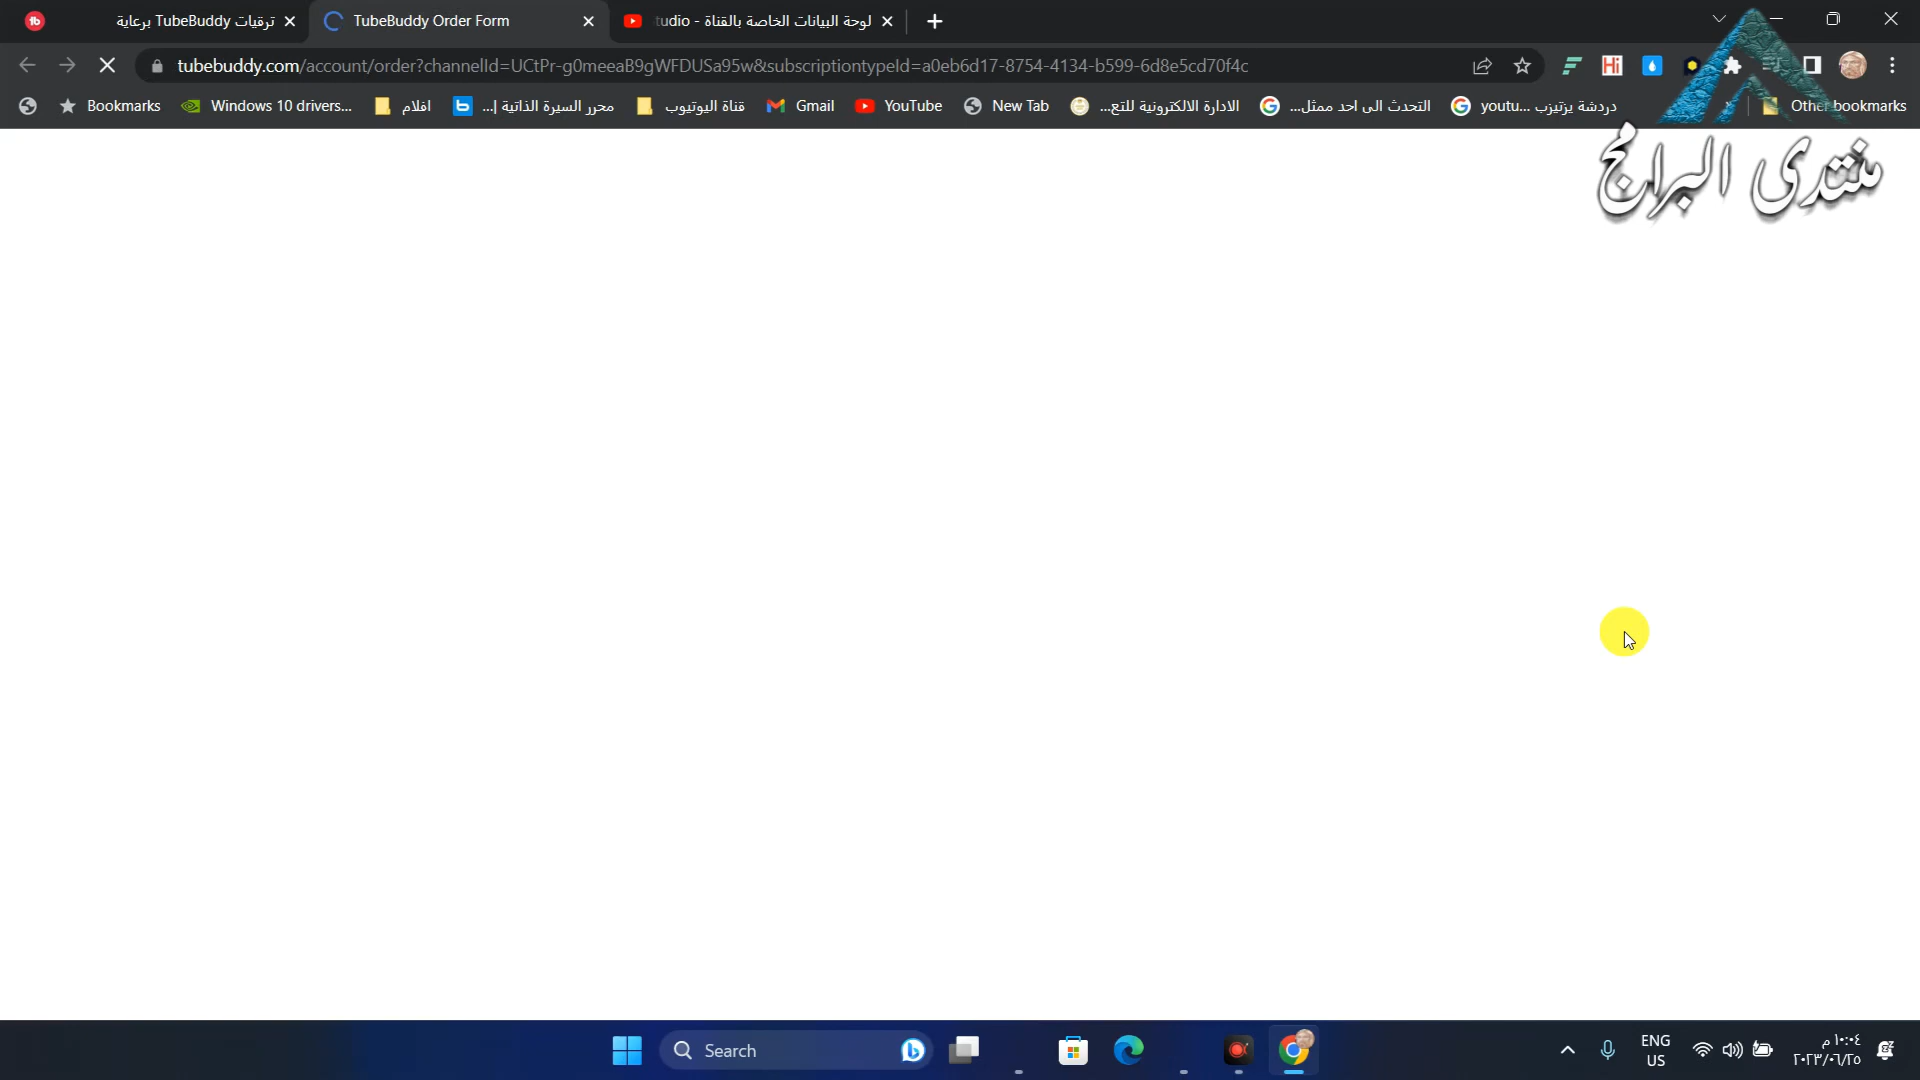 ترقيات TubeBuddy برعاية
TubeBuddy Order Form
لوحة البيانات الخاصة بالقناة - tudio
tubebuddy.com/account/order?channelId=UCtPr-g0meeaB9gWFDUSa95w&subscriptiontypeId=a0eb6d17-8754-4134-b599-6d8e5cd70f4c
Hi
Bookmarks
Windows 10 drivers...
افلام
محرر السيرة الذاتية إ...
قناة اليوتيوب
Gmail
YouTube
New Tab
الادارة الالكترونية للتع...
التحدث الى احد ممثل...
دردشة يزتيزب ...youtu
Other bookmarks
منتدى البرامج
Search
ENG
US
١٠:٠٤ م
٢٠٢٣/٠٦/٢٥